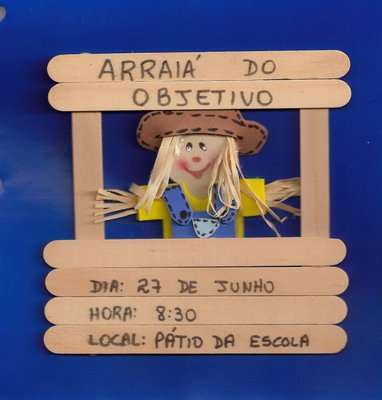 ARRAIÁ DO
OBJETIVO
DIA: 27 DE JUNHO
HORA: 8:30
LOCAL: PÁTIO DA ESCOLA